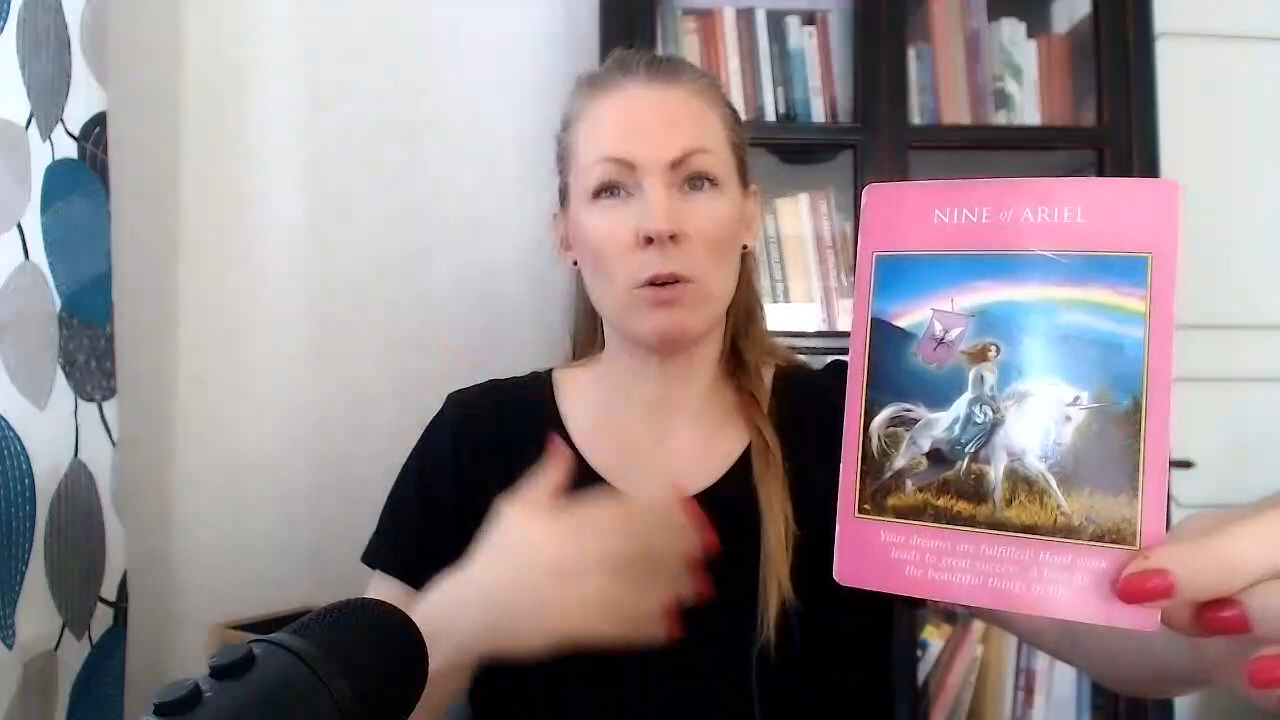 NINE of ARIEL
Your dreams are fulfilled! Hard work
leads to great success. A love for
the beautiful things of life.